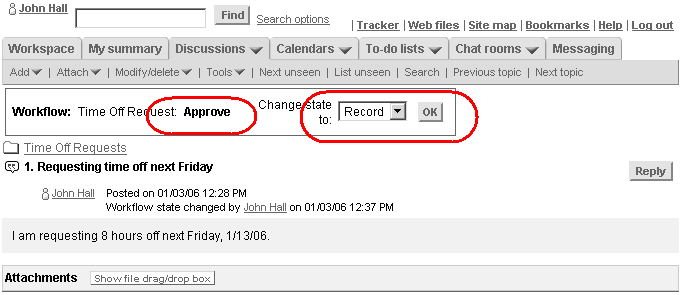 John Hall Find Search options
| Tracker | Web files | Site map | Bookmarks | Help | Log out
Workspace My summary Discussions Calendars To-do lists Chat rooms Messaging
Add | Attach | Modify/delete | Tools | Next unseen | List unseen | Search | Previous topic | Next topic
Workflow: Time Off Request: Approve Change state to: Record OK
Time Off Requests
1. Requesting time off next Friday Reply
John Hall Posted on 01/03/06 12:28 PM
Workflow state changed by John Hall on 01/03/06 12:37 PM
I am requesting 8 hours off next Friday, 1/13/06.
Attachments Show file drag/drop box